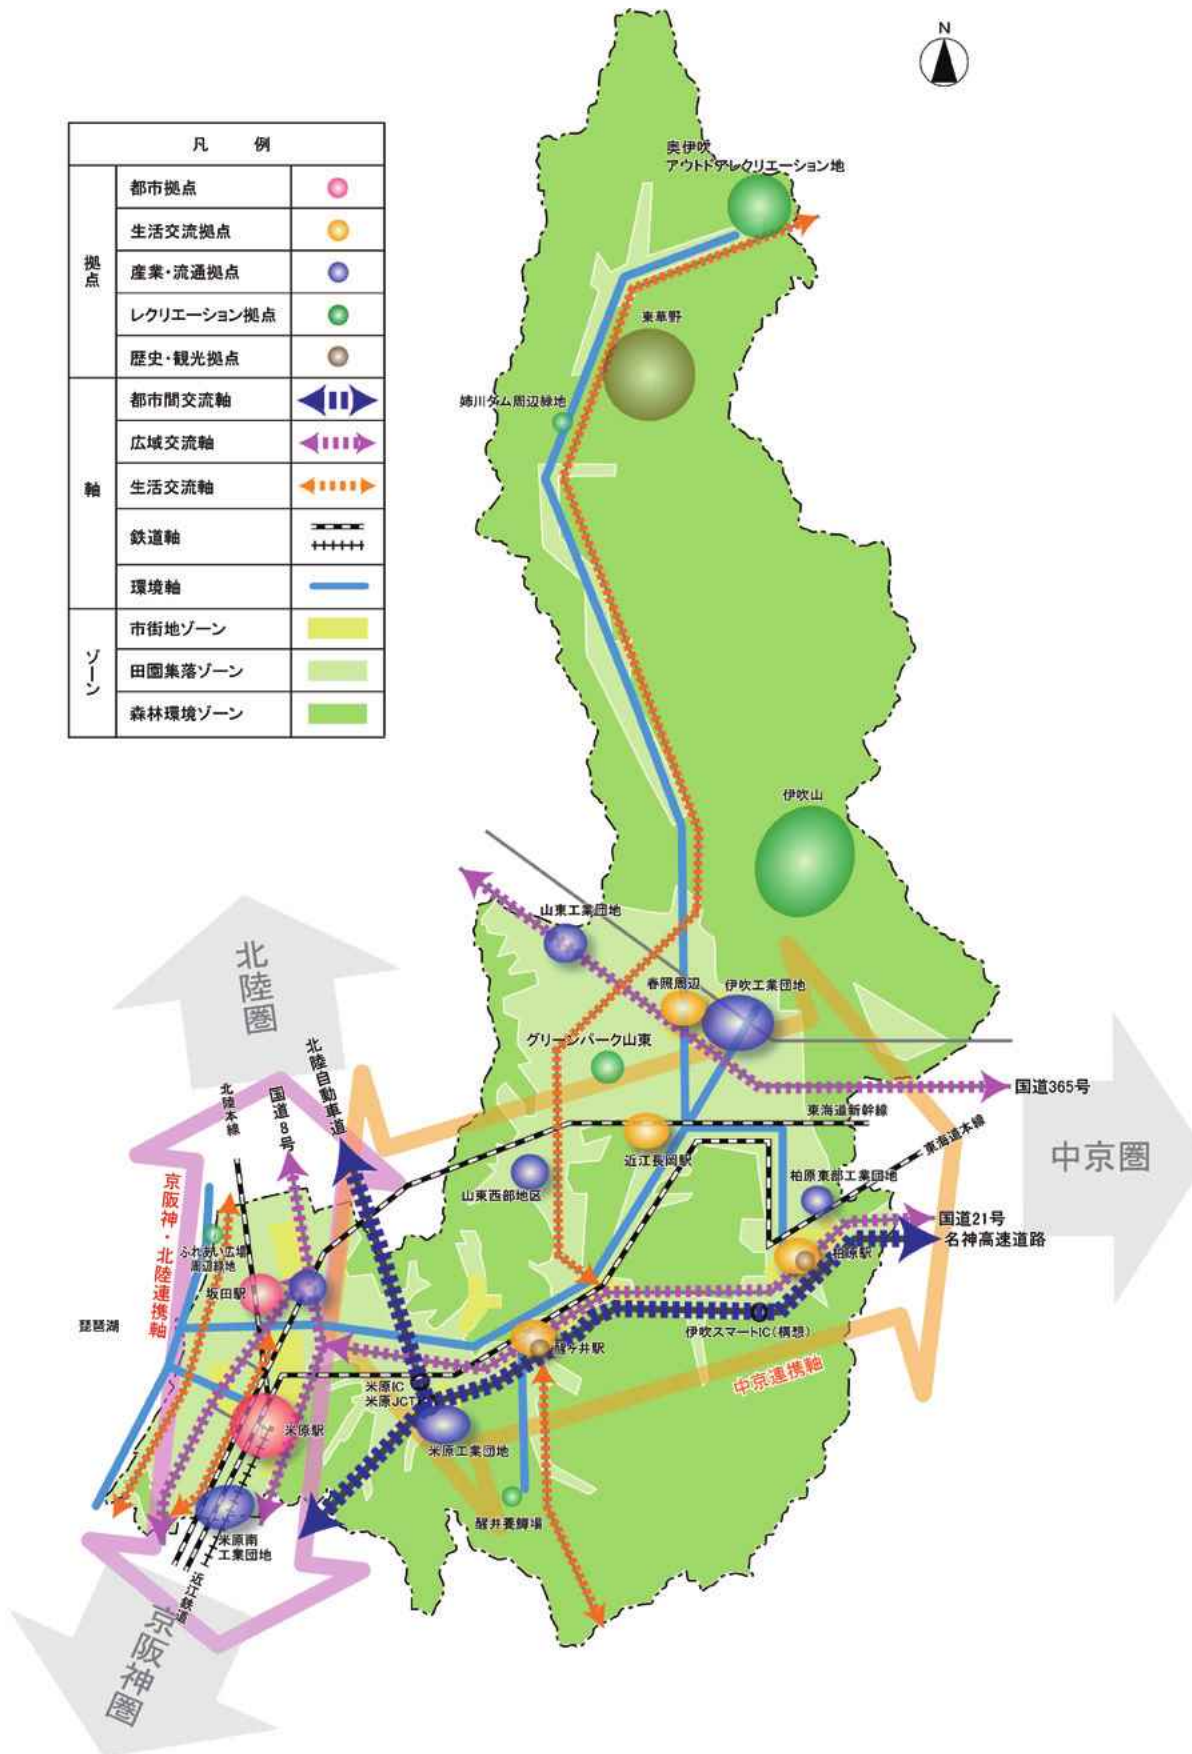 N
凡 例
拠点
都市拠点
生活交流拠点
産業・流通拠点
レクリエーション拠点
歴史・観光拠点
軸
都市間交流軸
広域交流軸
生活交流軸
鉄道軸
環境軸
ゾーン
市街地ゾーン
田園集落ゾーン
森林環境ゾーン
奥伊吹
アウトドアレクリエーション地
東草野
姉川ダム周辺緑地
伊吹山
山東工業団地
春照周辺
伊吹工業団地
グリーンパーク山東
北陸圏
北陸自動車道
国道8号
北陸本線
国道365号
東海道新幹線
東海道本線
中京圏
近江長岡駅
山東西部地区
柏原東部工業団地
国道21号
名神高速道路
柏原駅
京阪神・北陸連携軸
ふれあい広場
周辺緑地
坂田駅
琵琶湖
伊吹スマートIC(構想)
醒ヶ井駅
中京連携軸
米原IC
米原JCT
米原駅
米原工業団地
醒井養鱒場
米原南
工業団地
近江鉄道
京阪神圏